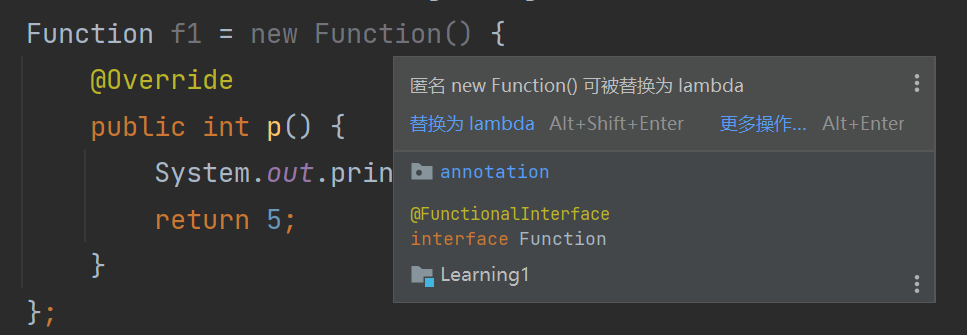 Function f1 = new Function() {
@Override
public int p() {
System.out.prin
return 5;
}
};
匿名 new Function() 可被替换为 lambda
替换为 lambda Alt+Shift+Enter 更多操作... Alt+Enter
annotation
@FunctionalInterface
interface Function
Learning1